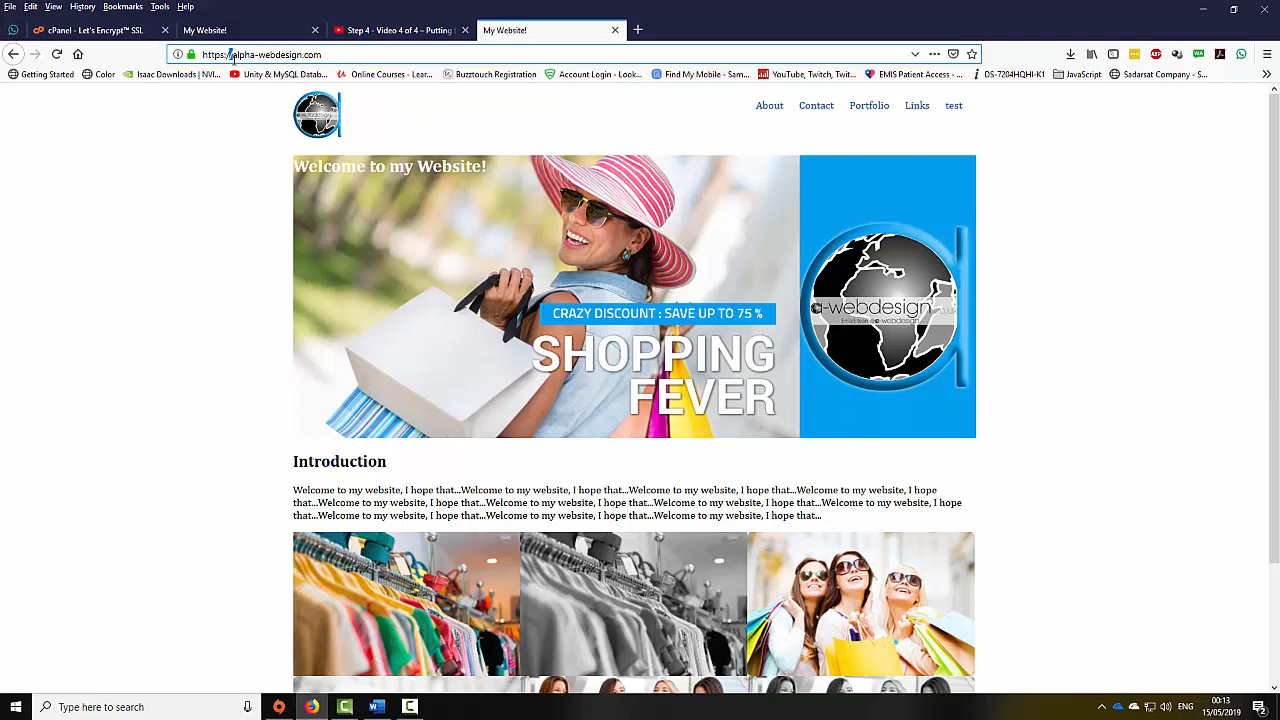 File Edit View History Bookmarks Tools Help
cPanel - Let's Encrypt™ SSL
My Website!
Step 4 - Video 4 of 4 – Putting t
My Website!
https://alpha-webdesign.com
Getting Started
Color
Isaac Downloads | NVI...
Unity & MySQL Datab...
Online Courses - Lear...
Buzztouch Registration
Account Login - Look...
Find My Mobile - Sam...
YouTube, Twitch, Twit...
EMIS Patient Access - ...
DS-7204HQHI-K1
JavaScript
Sadarsat Company - S...
About Contact Portfolio Links test
Welcome to my Website!
CRAZY DISCOUNT : SAVE UP TO 75 %
SHOPPING
FEVER
-webdesign
Introduction
Welcome to my website, I hope that...Welcome to my website, I hope that...Welcome to my website, I hope that...Welcome to my website, I hope
that...Welcome to my website, I hope that...Welcome to my website, I hope that...Welcome to my website, I hope that...Welcome to my website, I hope
that...Welcome to my website, I hope that...Welcome to my website, I hope that...Welcome to my website, I hope that...
Type here to search
ENG
00:13
15/05/2019